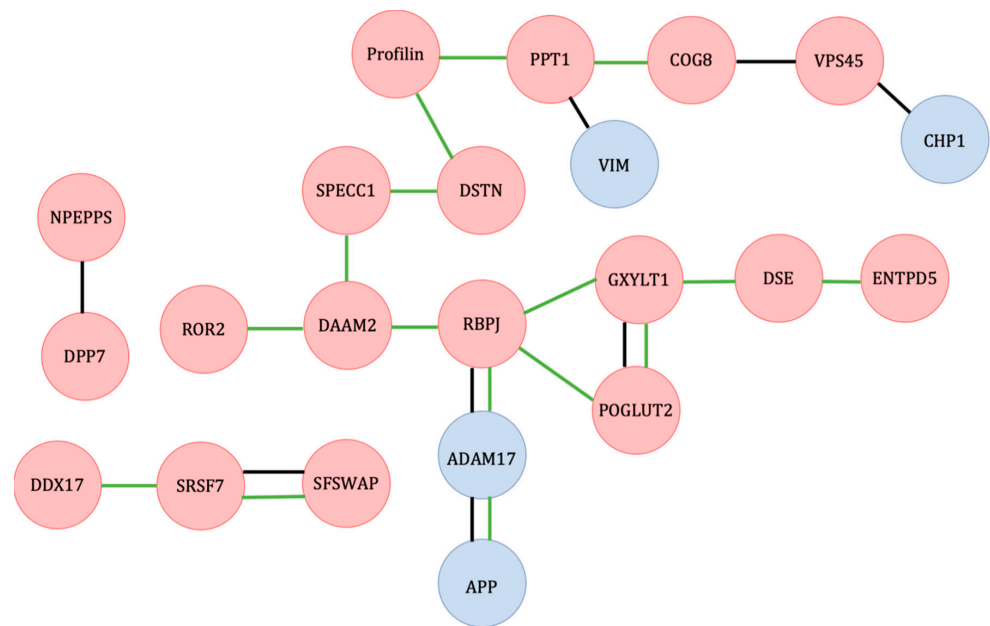 Profilin
PPT1
COG8
VPS45
CHP1
VIM
SPECC1
DSTN
NPEPPS
GXYLT1
DSE
ENTPD5
ROR2
DAAM2
RBPJ
DPP7
POGLUT2
ADAM17
DDX17
SRSF7
SFSWAP
APP